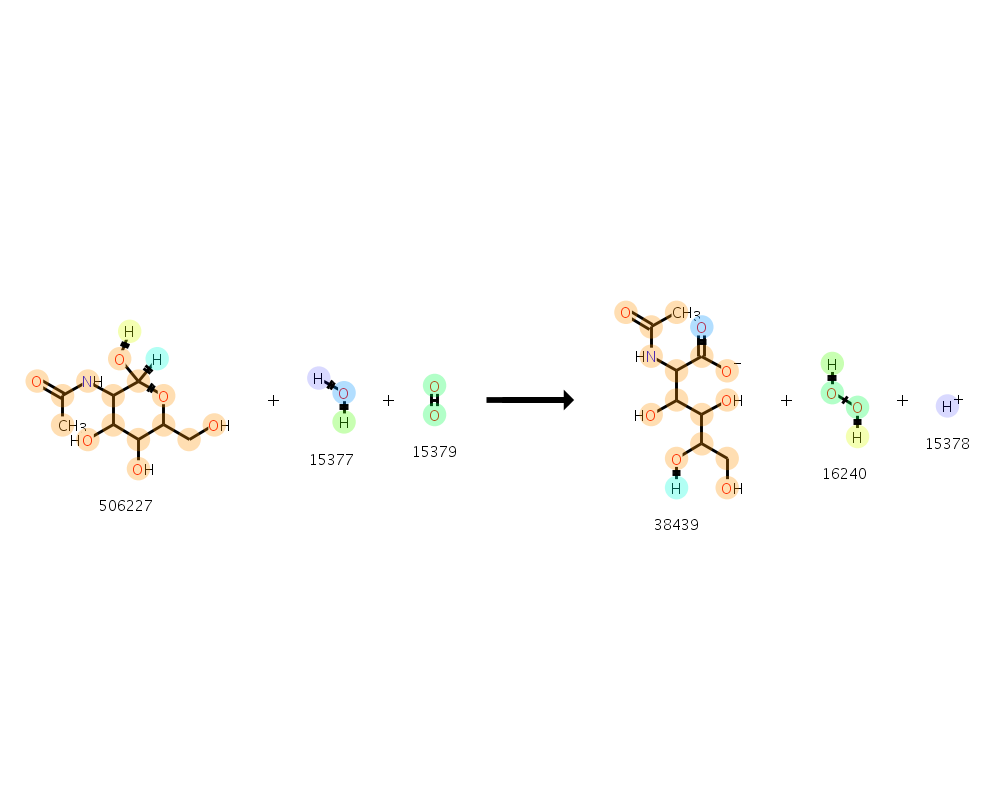 H
O H
O NH O
CH3 HO OH
OH
506227
+
H O
H
15377
+
O
O
15379
O CH3 O
HN O−
HO OH
O
H OH
38439
+
H
O O
H
16240
+
H+
15378